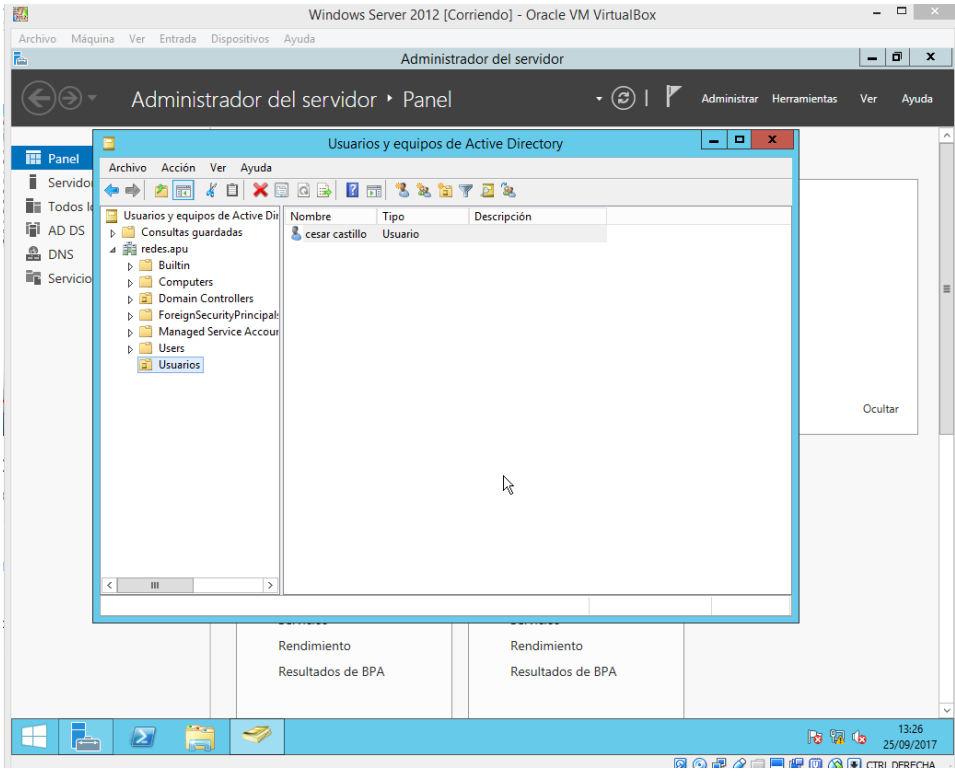 Windows Server 2012 [Corriendo] - Oracle VM VirtualBox
Archivo Máquina Ver Entrada Dispositivos Ayuda
Administrador del servidor
Administrador del servidor Panel
Administrar Herramientas Ver Ayuda
Panel
Servidor
Todos l
AD DS
DNS
Servicio
Usuarios y equipos de Active Directory
Archivo Acción Ver Ayuda
Usuarios y equipos de Active Dir
Consultas guardadas
redes.apu
Builtin
Computers
Domain Controllers
ForeignSecurityPrincipals
Managed Service Accour
Users
Usuarios
Nombre Tipo Descripción
cesar castillo Usuario
Ocultar
Rendimiento Rendimiento
Resultados de BPA Resultados de BPA
13:26
25/09/2017
CTRL DERECHA